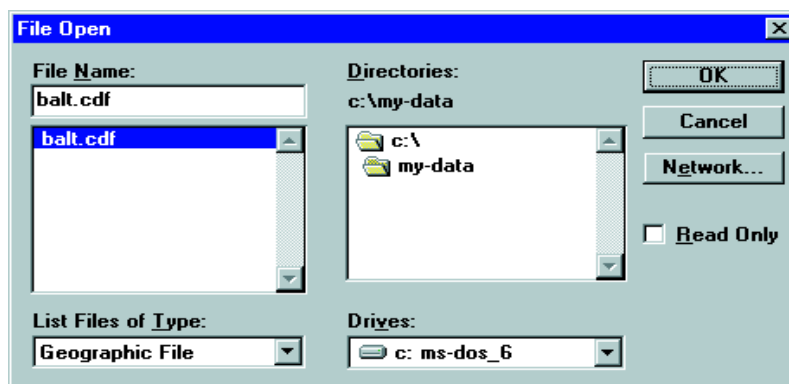 File Open
File Name:
balt.cdf
balt.cdf
List Files of Type:
Geographic File
Directories:
c:\my-data
c:\
my-data
Drives:
c: ms-dos_6
OK
Cancel
Network...
Read Only